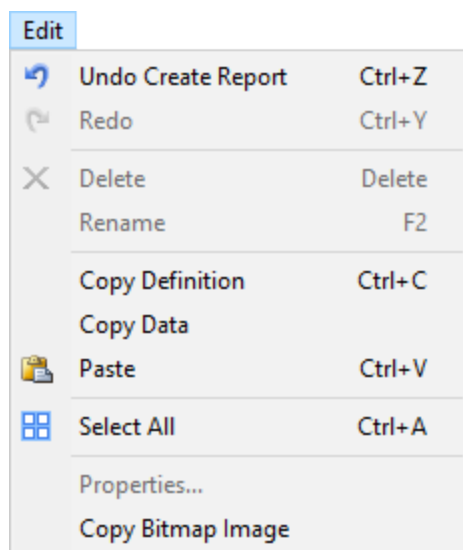 Edit
Undo Create Report Ctrl+Z
Redo Ctrl+Y
Delete Delete
Rename F2
Copy Definition Ctrl+C
Copy Data
Paste Ctrl+V
Select All Ctrl+A
Properties...
Copy Bitmap Image